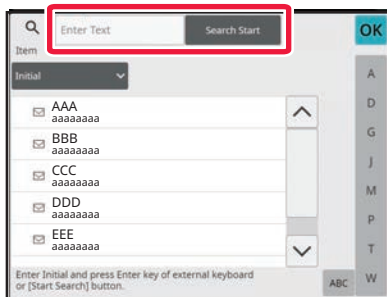 Enter Text Search Start OK
Item
Initial
A
D
G
J
M
P
T
W
AAA
aaaaaaaa
BBB
aaaaaaaa
CCC
aaaaaaaa
DDD
aaaaaaaa
EEE
aaaaaaaa
Enter Initial and press Enter key of external keyboard
or [Start Search] button.
ABC